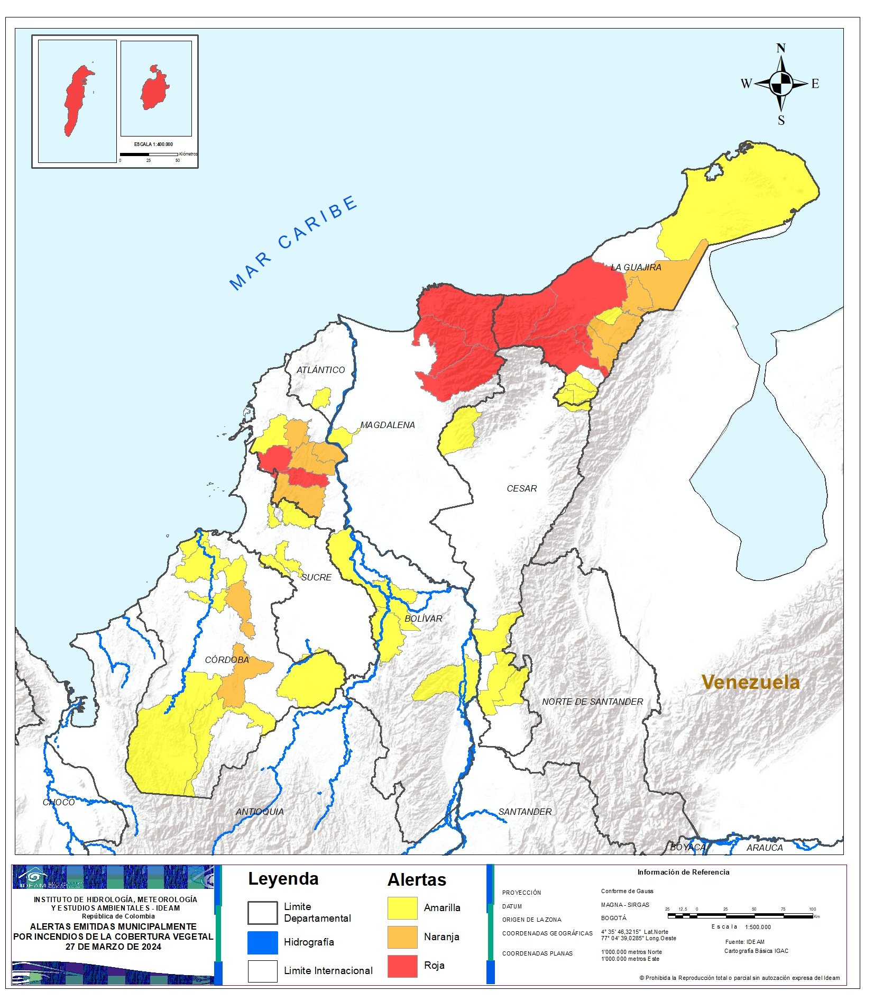 ESCALA 1:400.000
Kilómetros
0 25 50
N
W E
S
MAR CARIBE
LA GUAJIRA
ATLÁNTICO
MAGDALENA
CESAR
SUCRE
BOLÍVAR
CÓRDOBA
Venezuela
NORTE DE SANTANDER
CHOCÓ
ANTIOQUIA
SANTANDER
BOYACÁ
ARAUCA
IDEAM
INSTITUTO DE HIDROLOGÍA, METEOROLOGÍA
Y ESTUDIOS AMBIENTALES - IDEAM
República de Colombia
ALERTAS EMITIDAS MUNICIPALMENTE
POR INCENDIOS DE LA COBERTURA VEGETAL
27 DE MARZO DE 2024
Leyenda
Limite
Departamental
Hidrografía
Limite Internacional
Alertas
Amarilla
Naranja
Roja
Información de Referencia
PROYECCIÓN Conforme de Gauss
DATUM MAGNA - SIRGAS
ORIGEN DE LA ZONA BOGOTÁ
COORDENADAS GEOGRÁFICAS 4° 35' 46,3215" Lat.Norte
77° 04' 39,0285" Long.Oeste
COORDENADAS PLANAS 1'000.000 metros Norte
1'000.000 metros Este
25 12,5 0 25 50 75 100
Km
Escala 1:500.000
Fuente: IDEAM
Cartografía Básica IGAC
© Prohibida la Reproducción total o parcial sin autozación expresa del Ideam